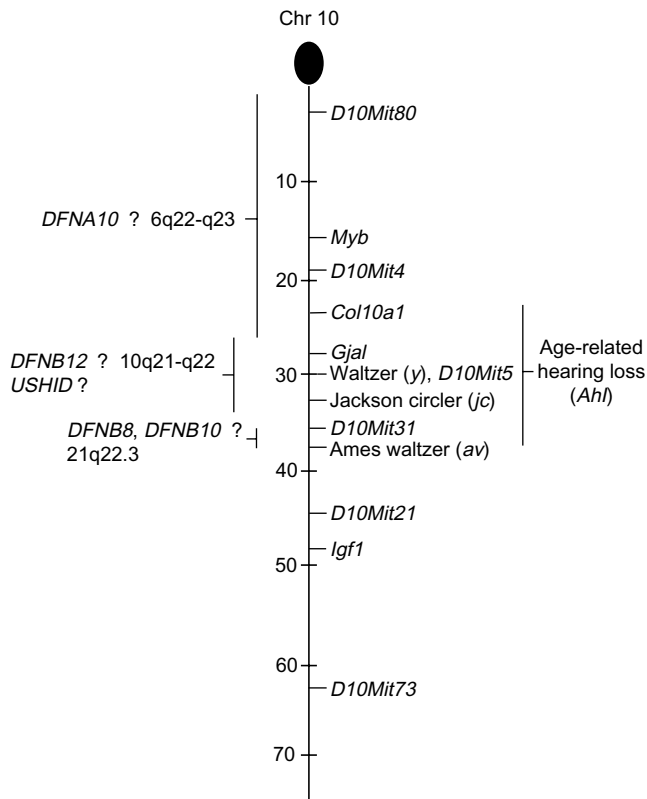 Chr 10
D10Mit80
10
DFNA10 ? 6q22-q23
Myb
D10Mit4
20
Col10a1
Gjal
DFNB12 ? 10q21-q22
USHID ?
30
Waltzer (y), D10Mit5
Age-related
hearing loss
(Ahl)
Jackson circler (jc)
DFNB8, DFNB10 ?
21q22.3
D10Mit31
Ames waltzer (av)
40
D10Mit21
Igf1
50
60
D10Mit73
70